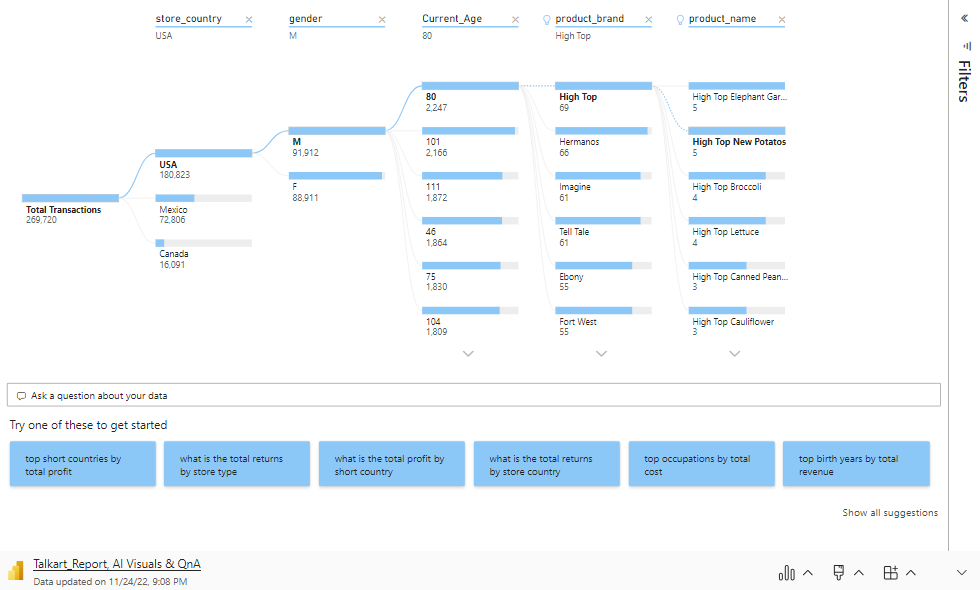 store_country
gender
Current_Age
product_brand
product_name
USA
M
80
High Top
Filters
Total Transactions
269,720
USA
180,823
Mexico
72,806
Canada
16,091
M
91,912
F
88,911
80
2,247
101
2,166
111
1,872
46
1,864
75
1,830
104
1,809
High Top
69
Hermanos
66
Imagine
61
Tell Tale
61
Ebony
55
Fort West
55
High Top Elephant Gar...
5
High Top New Potatos
5
High Top Broccoli
4
High Top Lettuce
4
High Top Canned Pean...
3
High Top Cauliflower
3
Ask a question about your data
Try one of these to get started
top short countries by
total profit
what is the total returns
by store type
what is the total profit by
short country
what is the total returns
by store country
top occupations by total
cost
top birth years by total
revenue
Show all suggestions
Talkart_Report, AI Visuals & QnA
Data updated on 11/24/22, 9:08 PM